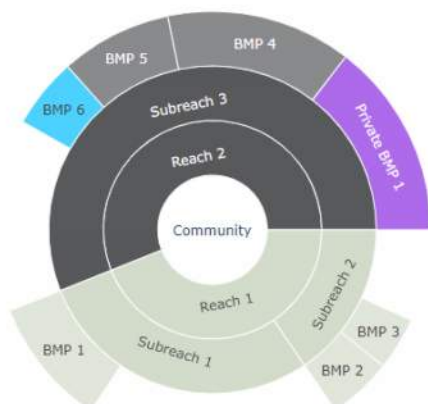 BMP 5
BMP 4
BMP 6
Subreach 3
Private BMP 1
Reach 2
Community
Reach 1
Subreach 2
Subreach 1
BMP 1
BMP 3
BMP 2